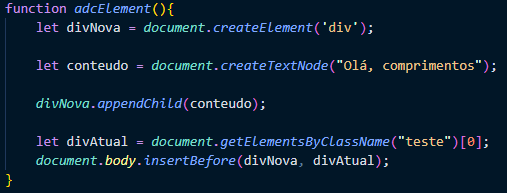 function adcElement(){
let divNova = document.createElement('div');
let conteudo = document.createTextNode("Olá, comprimentos");
divNova.appendChild(conteudo);
let divAtual = document.getElementsByClassName("teste")[0];
document.body.insertBefore(divNova, divAtual);
}